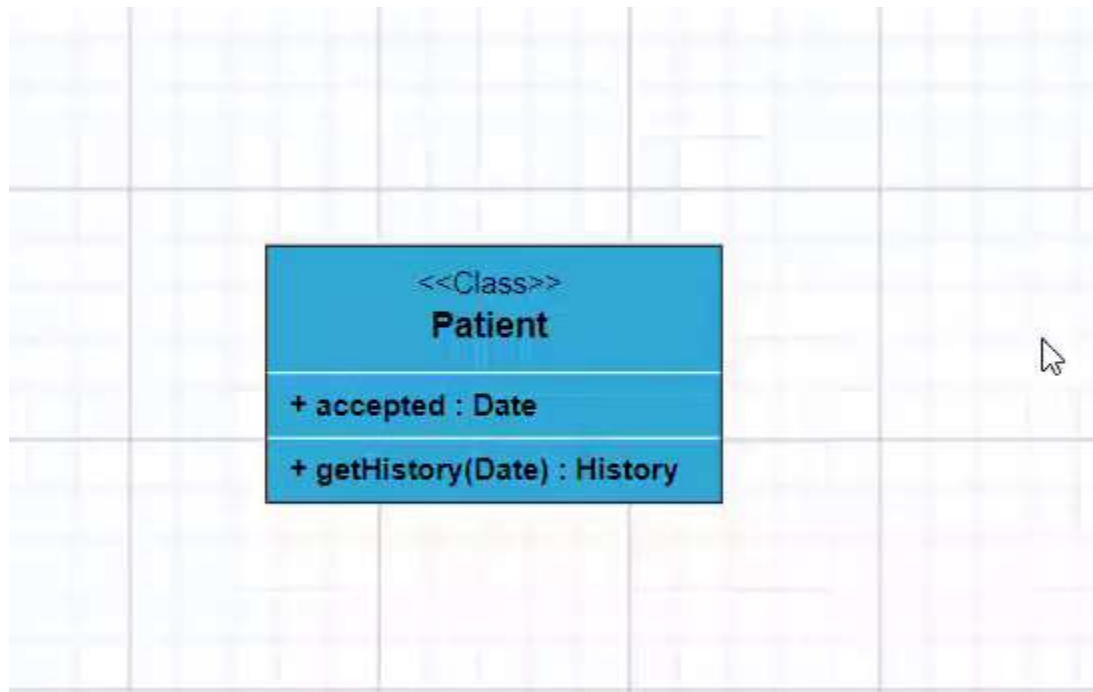 <<Class>>
Patient
+ accepted : Date
+ getHistory(Date) : History